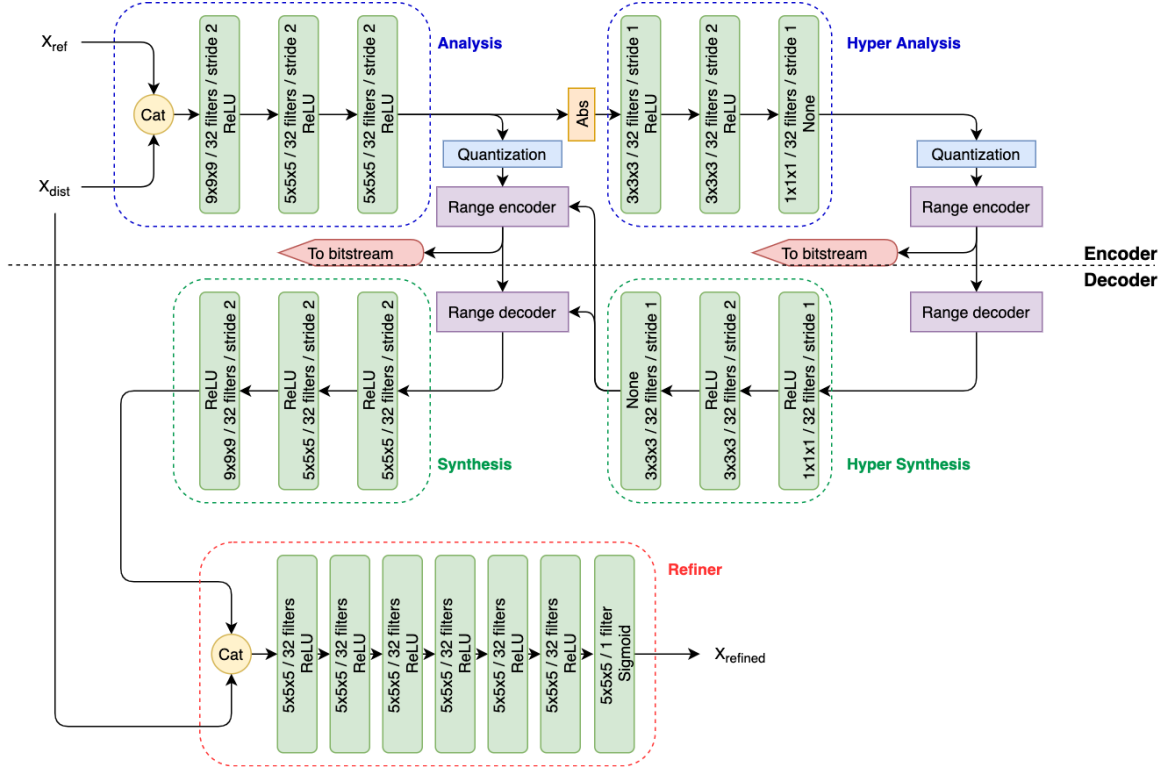 X_ref
X_dist
Cat
9x9x9 / 32 filters / stride 2
ReLU
5x5x5 / 32 filters / stride 2
ReLU
5x5x5 / 32 filters / stride 2
ReLU
Analysis
Quantization
Range encoder
To bitstream
Abs
3x3x3 / 32 filters / stride 1
ReLU
3x3x3 / 32 filters / stride 2
ReLU
1x1x1 / 32 filters / stride 1
None
Hyper Analysis
Quantization
Range encoder
To bitstream
Encoder
Decoder
ReLU
9x9x9 / 32 filters / stride 2
ReLU
5x5x5 / 32 filters / stride 2
ReLU
5x5x5 / 32 filters / stride 2
Synthesis
Range decoder
None
3x3x3 / 32 filters / stride 1
ReLU
3x3x3 / 32 filters / stride 2
ReLU
1x1x1 / 32 filters / stride 1
Hyper Synthesis
Range decoder
Refiner
Cat
5x5x5 / 32 filters
ReLU
5x5x5 / 32 filters
ReLU
5x5x5 / 32 filters
ReLU
5x5x5 / 32 filters
ReLU
5x5x5 / 32 filters
ReLU
5x5x5 / 32 filters
ReLU
5x5x5 / 1 filter
Sigmoid
X_refined